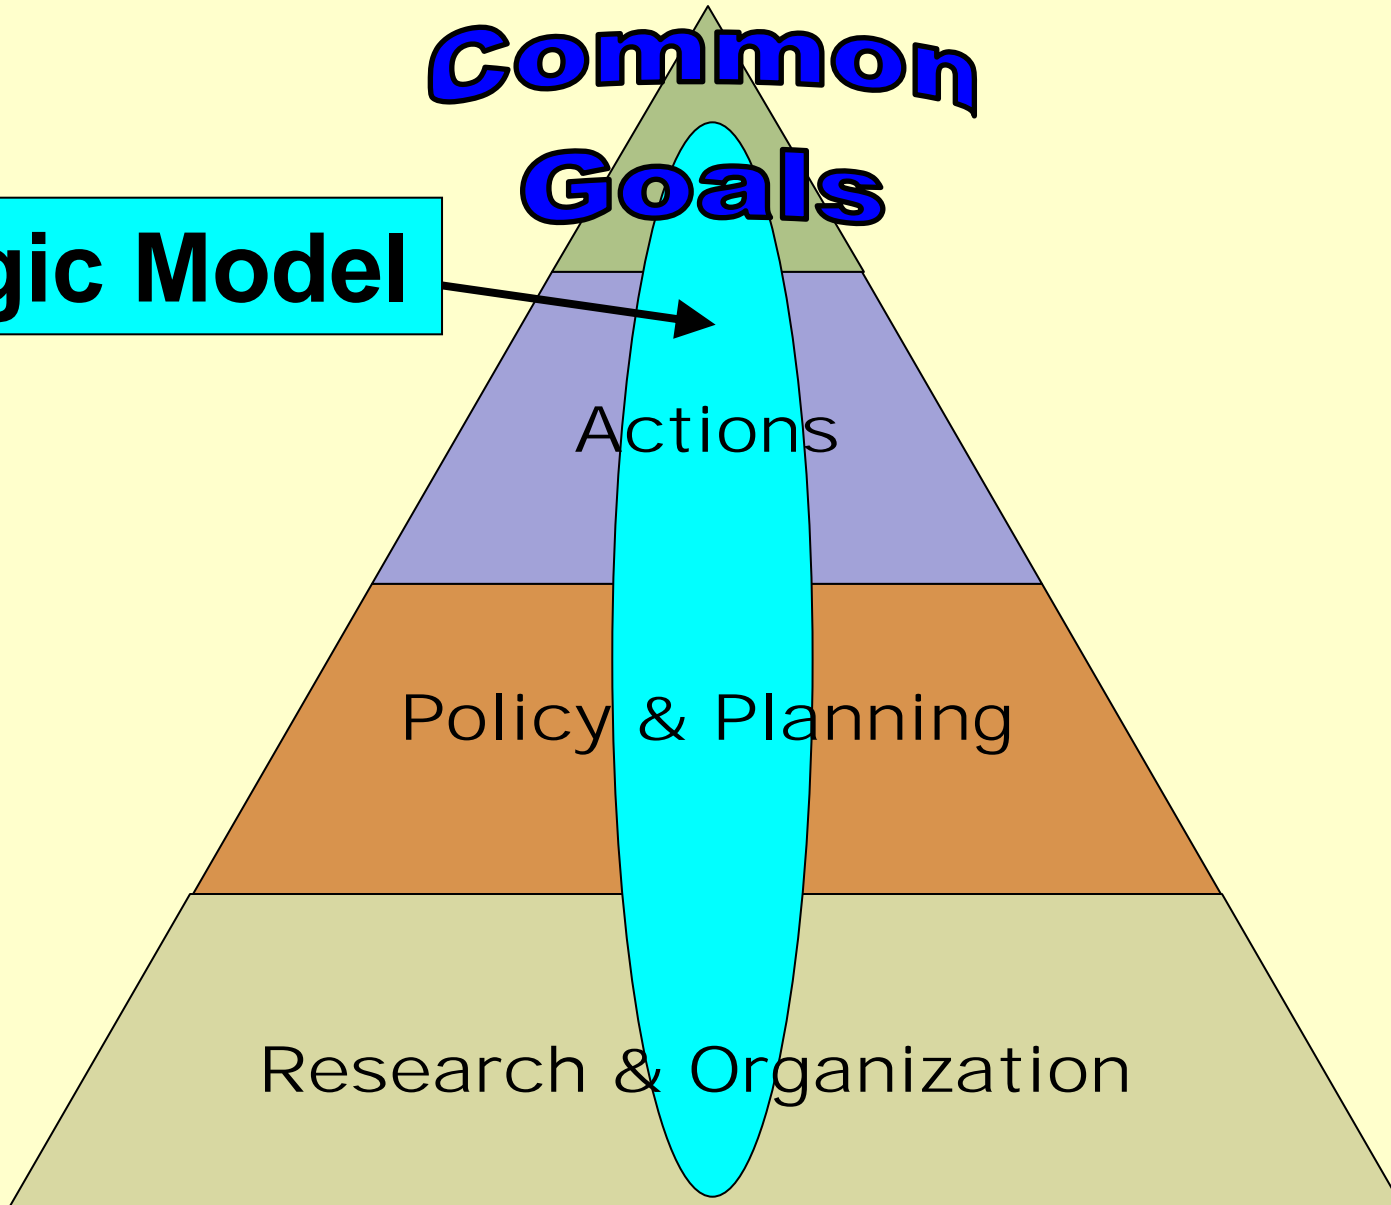 Common
Goals
gic Model
Actions
Policy & Planning
Research & Organization